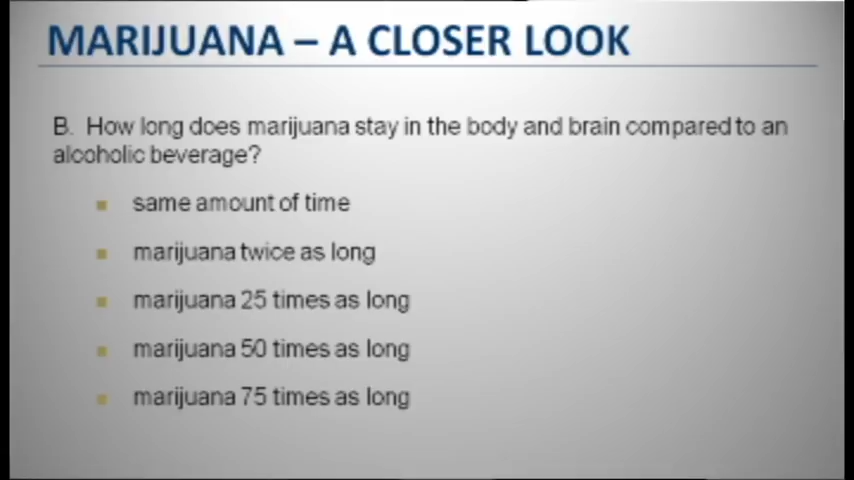 MARIJUANA – A CLOSER LOOK
B. How long does marijuana stay in the body and brain compared to an
alcoholic beverage?
same amount of time
marijuana twice as long
marijuana 25 times as long
marijuana 50 times as long
marijuana 75 times as long